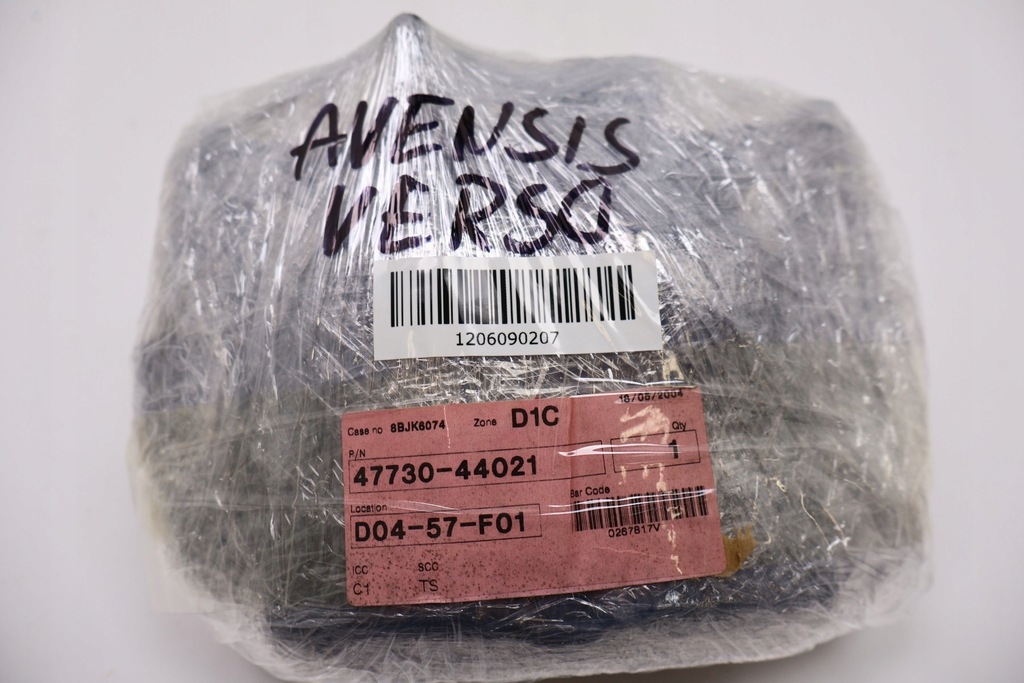 AVENSIS
VERSO
1206090207
18/05/2004
Case no 8BJK6074 Zone D1C
P/N Qty
47730-44021 1
Location Bar Code
D04-57-F01
0267817V
ICC SCC
C1 TS